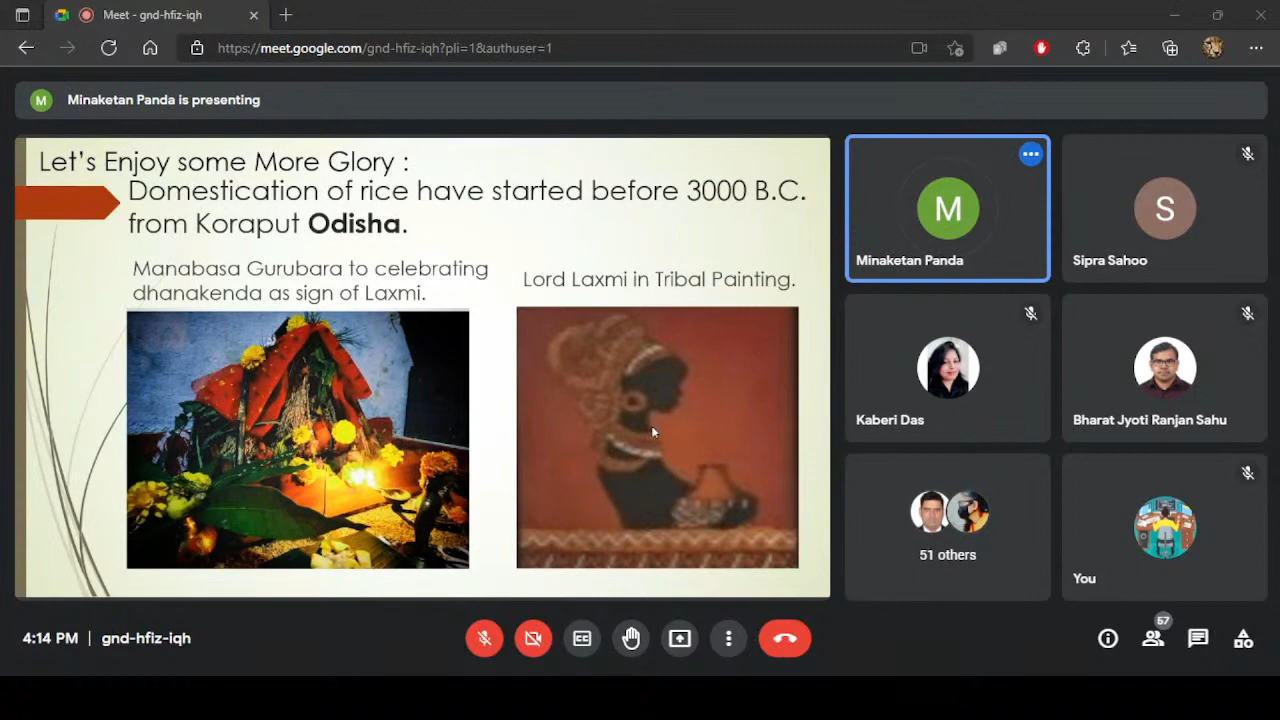 Meet - gnd-hfiz-iqh
https://meet.google.com/gnd-hfiz-iqh?pli=1&authuser=1
M
Minaketan Panda is presenting
Let's Enjoy some More Glory :
Domestication of rice have started before 3000 B.C.
from Koraput Odisha.
Manabasa Gurubara to celebrating
dhanakenda as sign of Laxmi.
Lord Laxmi in Tribal Painting.
M
Minaketan Panda
S
Sipra Sahoo
Kaberi Das
Bharat Jyoti Ranjan Sahu
51 others
You
4:14 PM | gnd-hfiz-iqh
CC
57